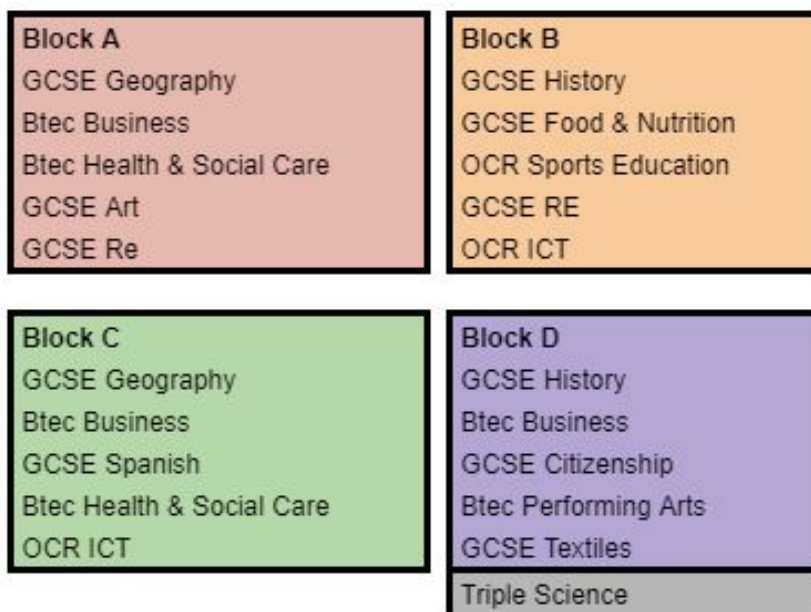 Block A
GCSE Geography
Btec Business
Btec Health & Social Care
GCSE Art
GCSE Re
Block B
GCSE History
GCSE Food & Nutrition
OCR Sports Education
GCSE RE
OCR ICT
Block C
GCSE Geography
Btec Business
GCSE Spanish
Btec Health & Social Care
OCR ICT
Block D
GCSE History
Btec Business
GCSE Citizenship
Btec Performing Arts
GCSE Textiles
Triple Science